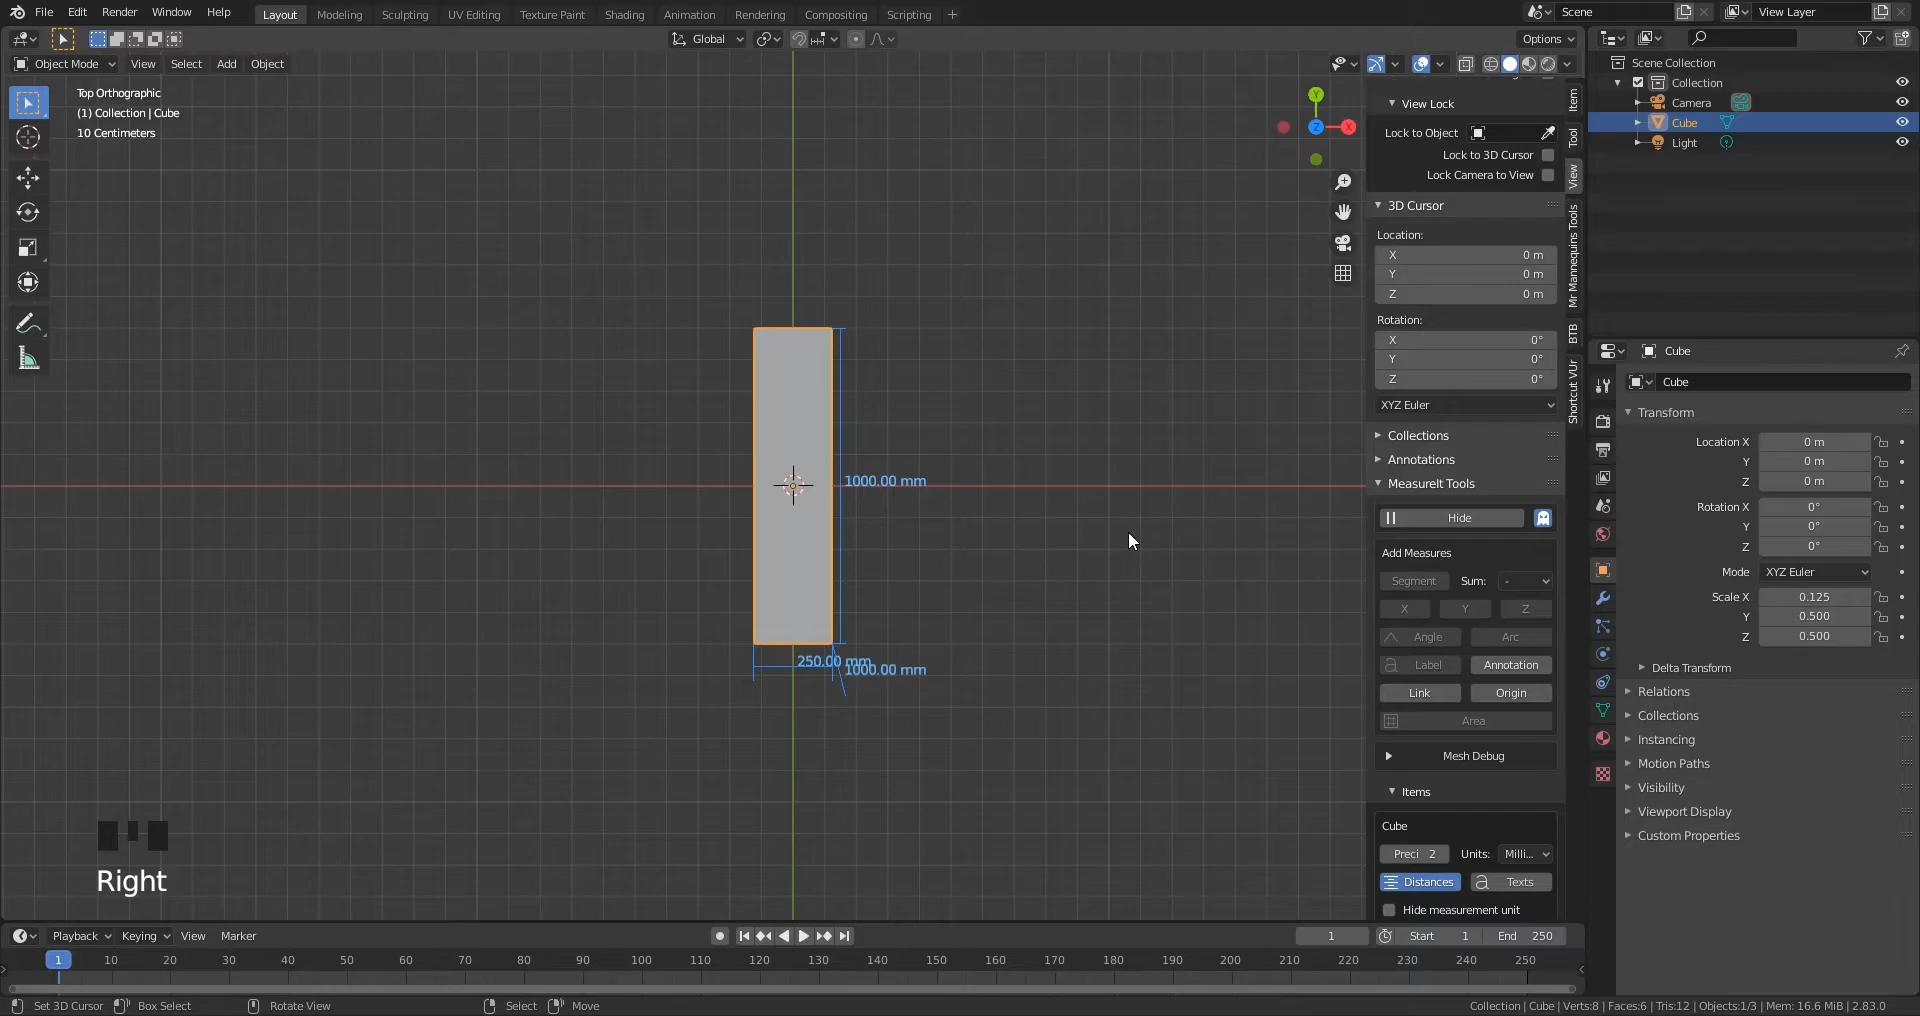 File Edit Render Window Help
Layout Modeling Sculpting UV Editing Texture Paint Shading Animation Rendering Compositing Scripting +
Scene
View Layer
Global
Options
Object Mode View Select Add Object
Top Orthographic
(1) Collection | Cube
10 Centimeters
Y
X
Z
1000.00 mm
250.00 mm
1000.00 mm
Right
View Lock
Lock to Object
Lock to 3D Cursor
Lock Camera to View
3D Cursor
Location:
X 0 m
Y 0 m
Z 0 m
Rotation:
X 0°
Y 0°
Z 0°
XYZ Euler
Collections
Annotations
MeasureIt Tools
Hide
Add Measures
Segment Sum: -
X Y Z
Angle Arc
a Label Annotation
Link Origin
Area
Mesh Debug
Items
Cube
Preci 2 Units: Milli...
Distances a Texts
Hide measurement unit
Item
Tool
View
Mr Mannequins Tools
BTB
Shortcut VUr
Scene Collection
Collection
Camera
Cube
Light
Cube
Cube
Transform
Location X 0 m
Y 0 m
Z 0 m
Rotation X 0°
Y 0°
Z 0°
Mode XYZ Euler
Scale X 0.125
Y 0.500
Z 0.500
Delta Transform
Relations
Collections
Instancing
Motion Paths
Visibility
Viewport Display
Custom Properties
Playback Keying View Marker
1
Start 1 End 250
1 10 20 30 40 50 60 70 80 90 100 110 120 130 140 150 160 170 180 190 200 210 220 230 240 250
Set 3D Cursor Box Select Rotate View Select Move
Collection | Cube | Verts:8 | Faces:6 | Tris:12 | Objects:1/3 | Mem: 16.6 MiB | 2.83.0